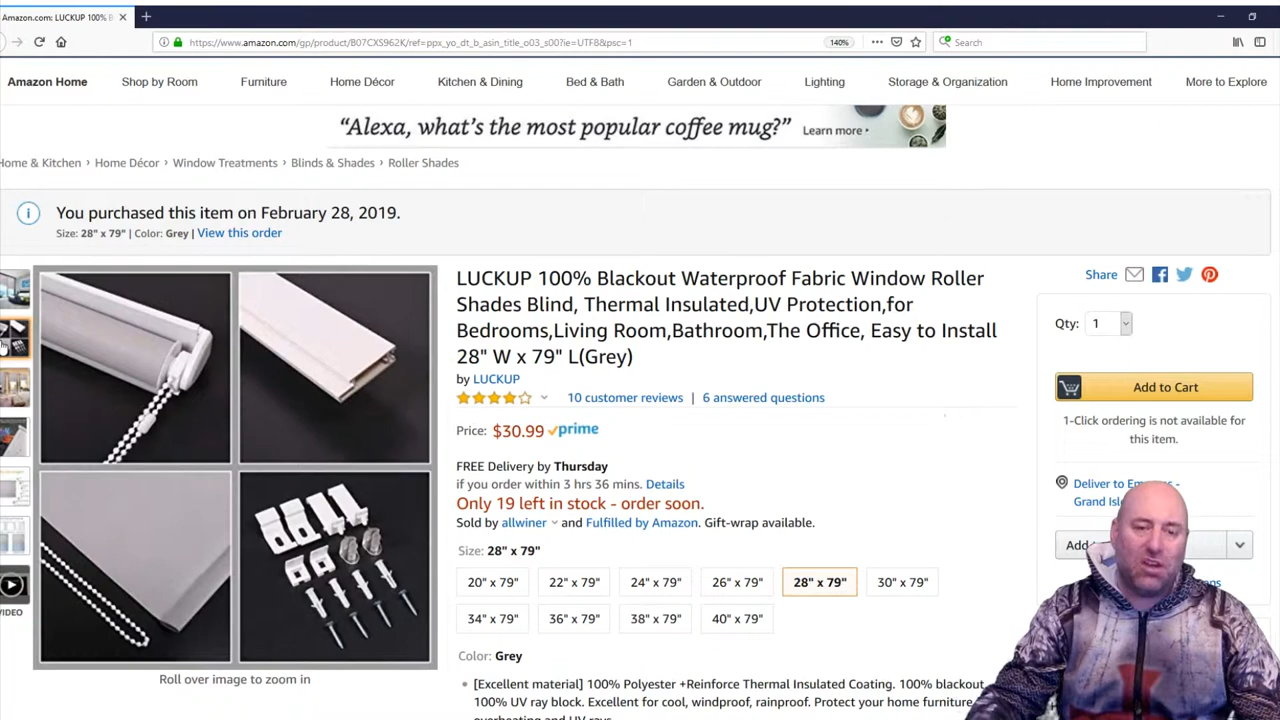 Amazon.com: LUCKUP 100% B
https://www.amazon.com/gp/product/B07CXS962K/ref=ppx_yo_dt_b_asin_title_o03_s00?ie=UTF8&psc=1
140%
Search
Amazon Home Shop by Room Furniture Home Décor Kitchen & Dining Bed & Bath Garden & Outdoor Lighting Storage & Organization Home Improvement More to Explore
“Alexa, what’s the most popular coffee mug?” Learn more
Home & Kitchen › Home Décor › Window Treatments › Blinds & Shades › Roller Shades
You purchased this item on February 28, 2019.
Size: 28" x 79" | Color: Grey | View this order
LUCKUP 100% Blackout Waterproof Fabric Window Roller
Shades Blind, Thermal Insulated,UV Protection,for
Bedrooms,Living Room,Bathroom,The Office, Easy to Install
28" W x 79" L(Grey)
by LUCKUP
10 customer reviews | 6 answered questions
Price: $30.99 prime
FREE Delivery by Thursday
if you order within 3 hrs 36 mins. Details
Only 19 left in stock - order soon.
Sold by allwiner and Fulfilled by Amazon. Gift-wrap available.
Size: 28" x 79"
20" x 79" 22" x 79" 24" x 79" 26" x 79" 28" x 79" 30" x 79"
34" x 79" 36" x 79" 38" x 79" 40" x 79"
Color: Grey
[Excellent material] 100% Polyester +Reinforce Thermal Insulated Coating. 100% blackout,
100% UV ray block. Excellent for cool, windproof, rainproof. Protect your home furniture
overheating and UV rays.
VIDEO
Roll over image to zoom in
Share
Qty: 1
Add to Cart
1-Click ordering is not available for
this item.
Deliver to
Grand
Add